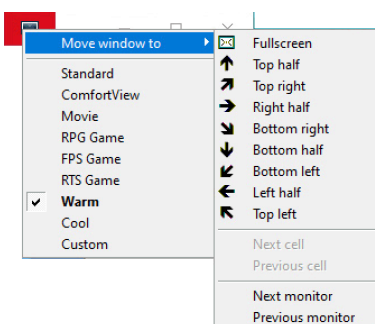 Move window to
Standard
ComfortView
Movie
RPG Game
FPS Game
RTS Game
Warm
Cool
Custom
Fullscreen
Top half
Top right
Right half
Bottom right
Bottom half
Bottom left
Left half
Top left
Next cell
Previous cell
Next monitor
Previous monitor